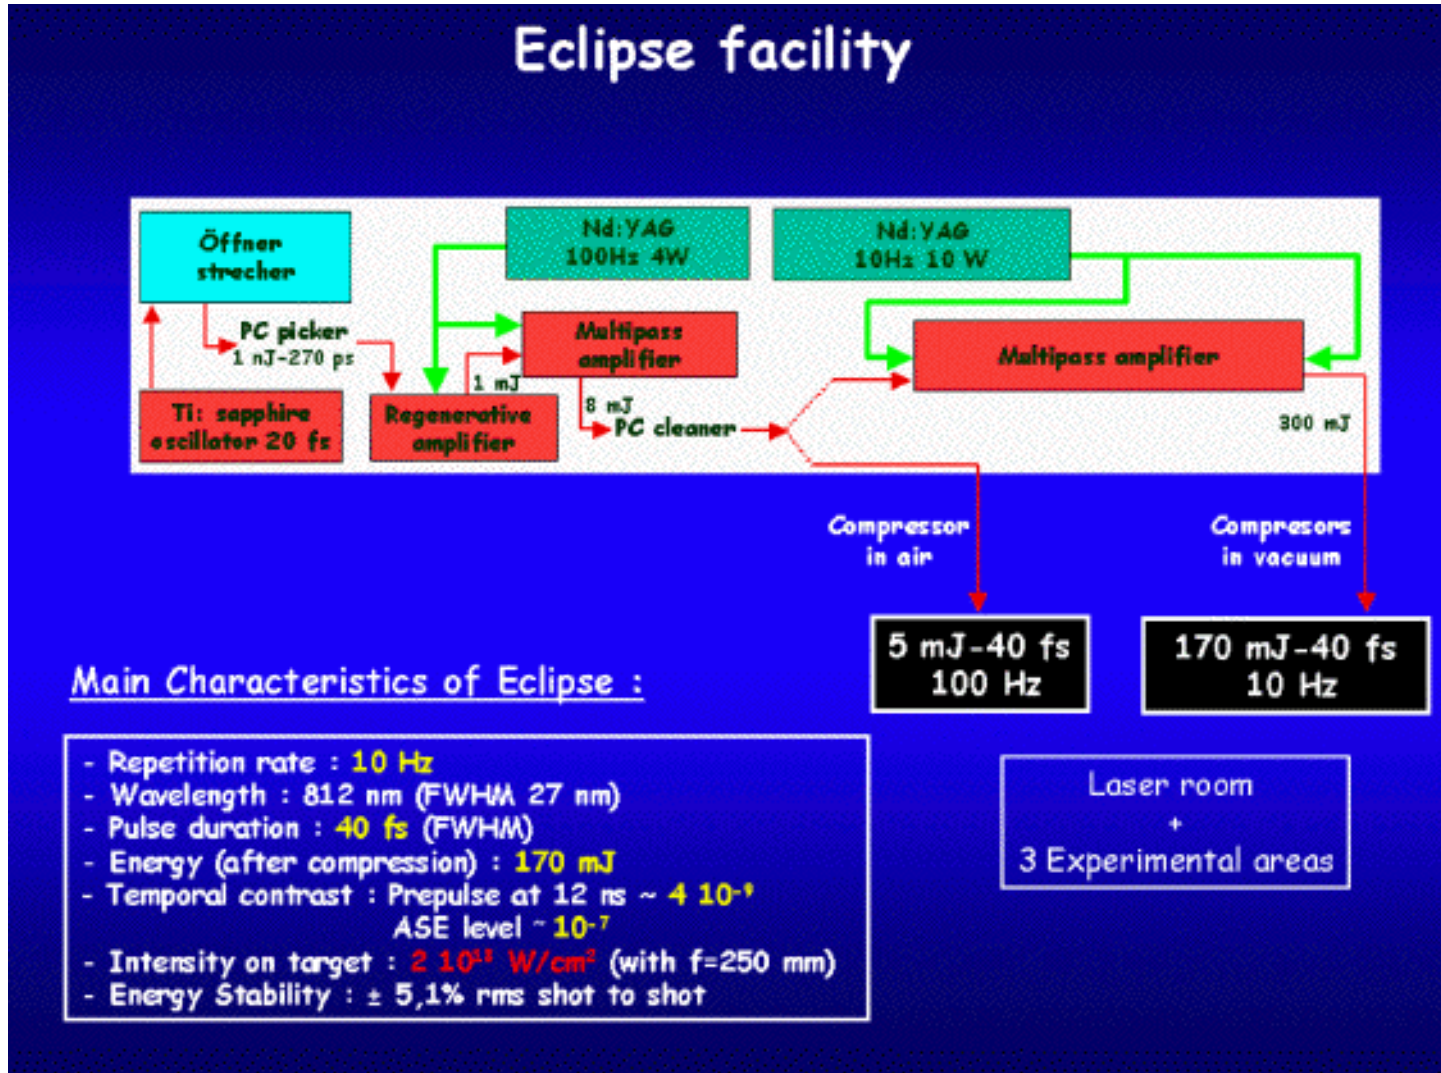 Eclipse facility
Öffner
strecher
Nd:YAG
100Hz 4W
Nd:YAG
10Hz 10 W
PC picker
1 nJ-270 ps
Multipass
amplifier
Multipass amplifier
Ti: sapphire
oscillator 20 fs
Regenerative
amplifier
1 mJ
8 mJ
PC cleaner
300 mJ
Compressor
in air
Compresors
in vacuum
5 mJ-40 fs
100 Hz
170 mJ-40 fs
10 Hz
Main Characteristics of Eclipse :
- Repetition rate : 10 Hz
- Wavelength : 812 nm (FWHM 27 nm)
- Pulse duration : 40 fs (FWHM)
- Energy (after compression) : 170 mJ
- Temporal contrast : Prepulse at 12 ns ~ 4 10⁻⁹
ASE level ~ 10⁻⁷
- Intensity on target : 2 10¹⁸ W/cm² (with f=250 mm)
- Energy Stability : ± 5,1% rms shot to shot
Laser room
+
3 Experimental areas